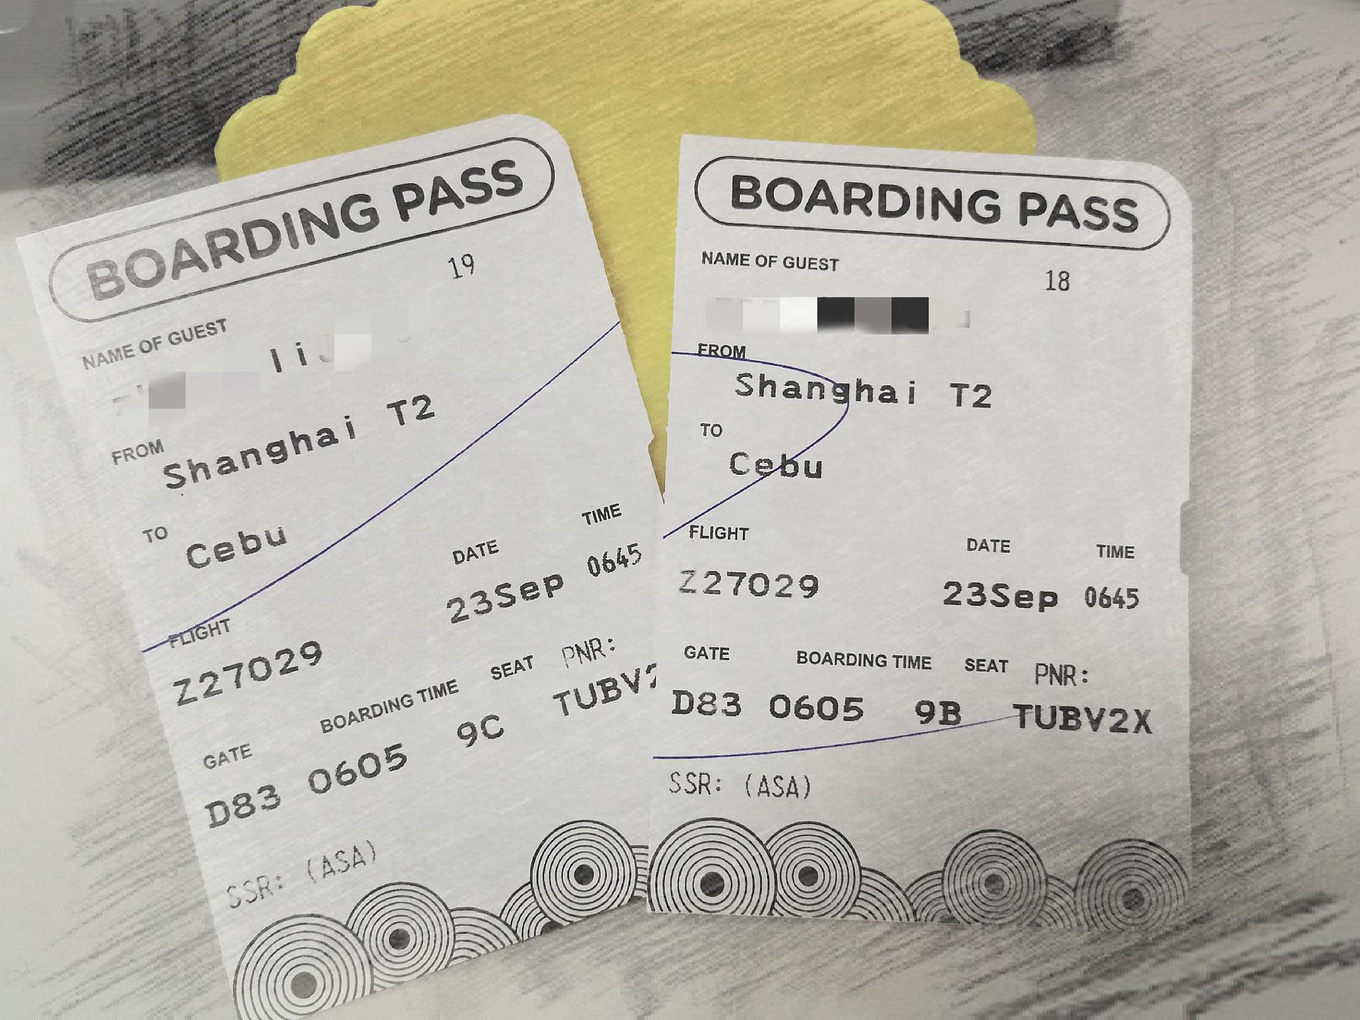 BOARDING PASS
19
NAME OF GUEST
li
FROM
Shanghai T2
TO
Cebu
FLIGHT DATE TIME
Z27029 23Sep 0645
GATE BOARDING TIME SEAT PNR:
D83 0605 9C TUBV2
SSR: (ASA)
BOARDING PASS
NAME OF GUEST 18
FROM
Shanghai T2
TO
Cebu
FLIGHT DATE TIME
Z27029 23Sep 0645
GATE BOARDING TIME SEAT PNR:
D83 0605 9B TUBV2X
SSR: (ASA)